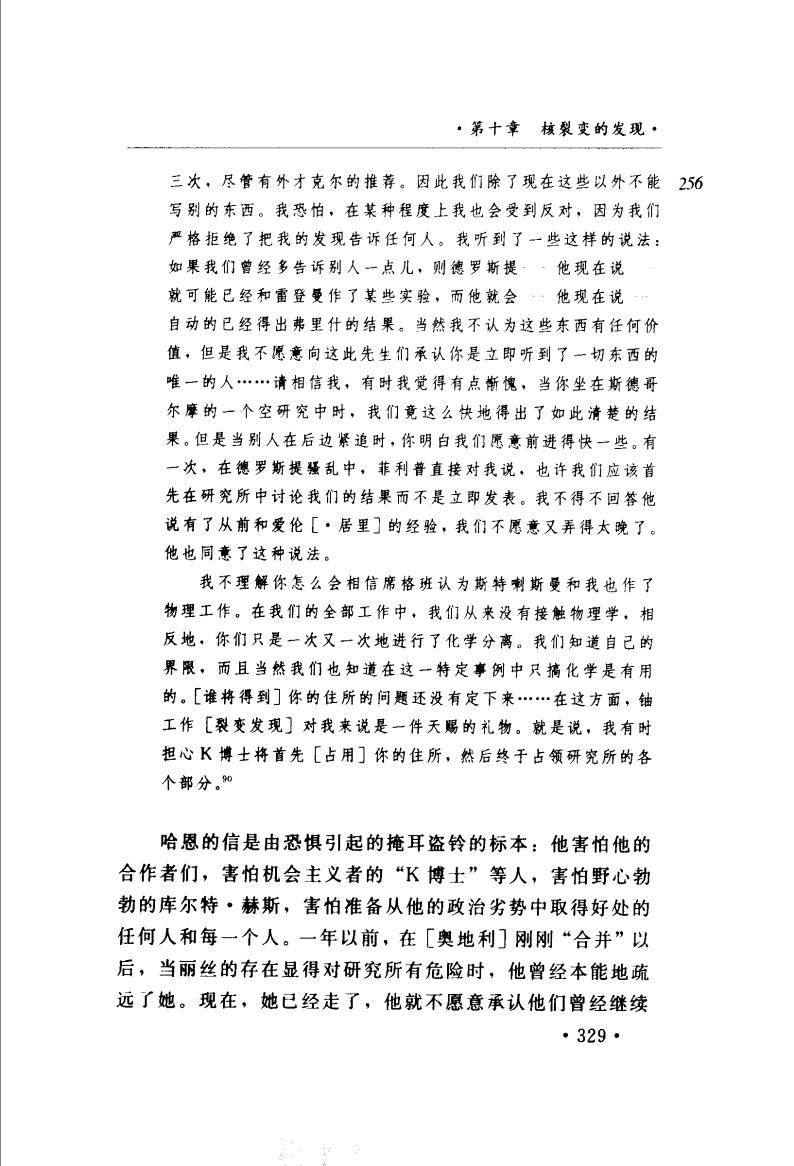 ·第十章 核裂变的发现·
三次，尽管有外才克尔的推荐。因此我们除了现在这些以外不能 256
写别的东西。我恐怕，在某种程度上我也会受到反对，因为我们
严格拒绝了把我的发现告诉任何人。我听到了一些这样的说法：
如果我们曾经多告诉别人一点儿，则德罗斯提——他现在说——
就可能已经和雷登曼作了某些实验，而他就会——他现在说——
自动的已经得出弗里什的结果。当然我不认为这些东西有任何价
值，但是我不愿意向这此先生们承认你是立即听到了一切东西的
唯一的人……请相信我，有时我觉得有点惭愧，当你坐在斯德哥
尔摩的一个空研究中时，我们竟这么快地得出了如此清楚的结
果。但是当别人在后边紧追时，你明白我们愿意前进得快一些。有
一次，在德罗斯提骚乱中，菲利普直接对我说，也许我们应该首
先在研究所中讨论我们的结果而不是立即发表。我不得不回答他
说有了从前和爱伦［·居里］的经验，我们不愿意又弄得太晚了。
他也同意了这种说法。
我不理解你怎么会相信席格班认为斯特喇斯曼和我也作了
物理工作。在我们的全部工作中，我们从来没有接触物理学，相
反地，你们只是一次又一次地进行了化学分离。我们知道自己的
界限，而且当然我们也知道在这一特定事例中只搞化学是有用
的。［谁将得到］你的住所的问题还没有定下来……在这方面，铀
工作［裂变发现］对我来说是一件天赐的礼物。就是说，我有时
担心 K 博士将首先［占用］你的住所，然后终于占领研究所的各
个部分。90
哈恩的信是由恐惧引起的掩耳盗铃的标本：他害怕他的
合作者们，害怕机会主义者的“K 博士”等人，害怕野心勃
勃的库尔特·赫斯，害怕准备从他的政治劣势中取得好处的
任何人和每一个人。一年以前，在［奥地利］刚刚“合并”以
后，当丽丝的存在显得对研究所有危险时，他曾经本能地疏
远了她。现在，她已经走了，他就不愿意承认他们曾经继续
·329·